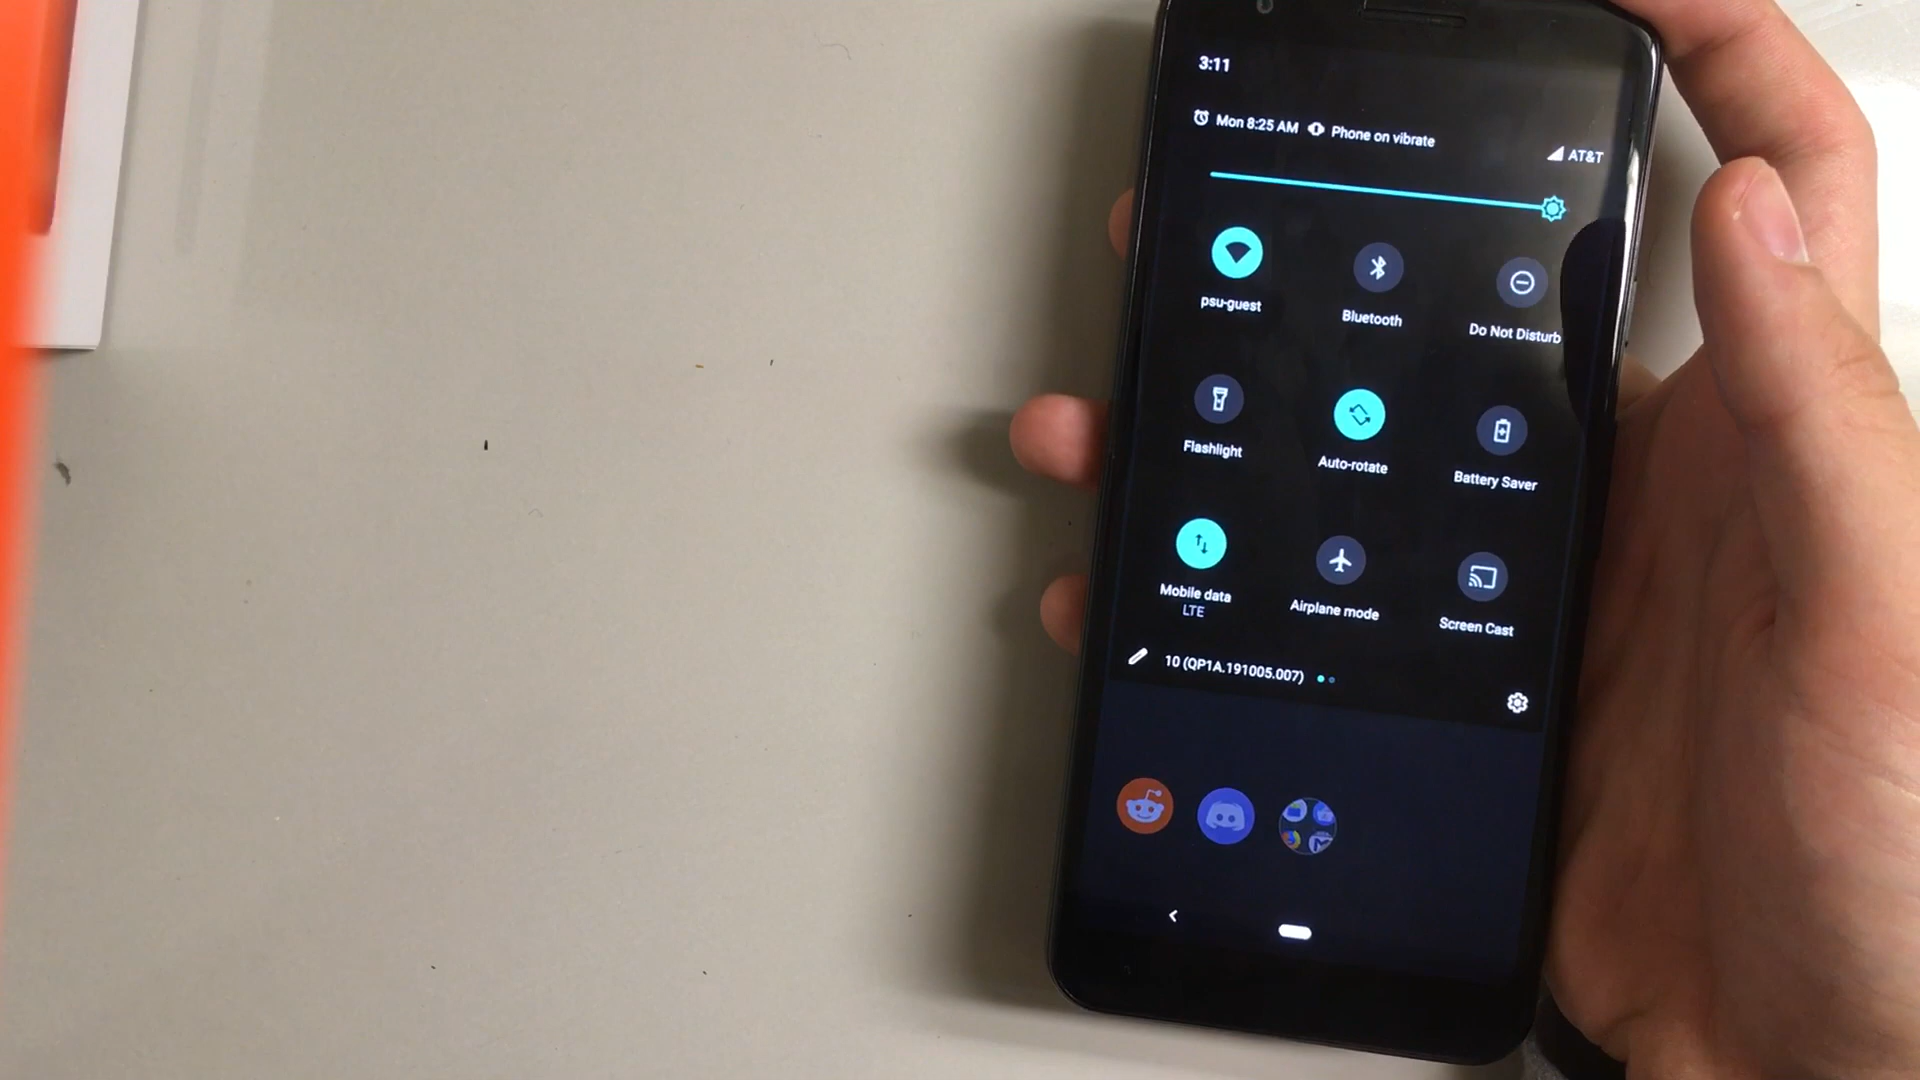 3:11
Mon 8:25 AM Phone on vibrate
AT&T
psu-guest
Bluetooth
Do Not Disturb
Flashlight
Auto-rotate
Battery Saver
Mobile data
LTE
Airplane mode
Screen Cast
10 (QP1A.191005.007)